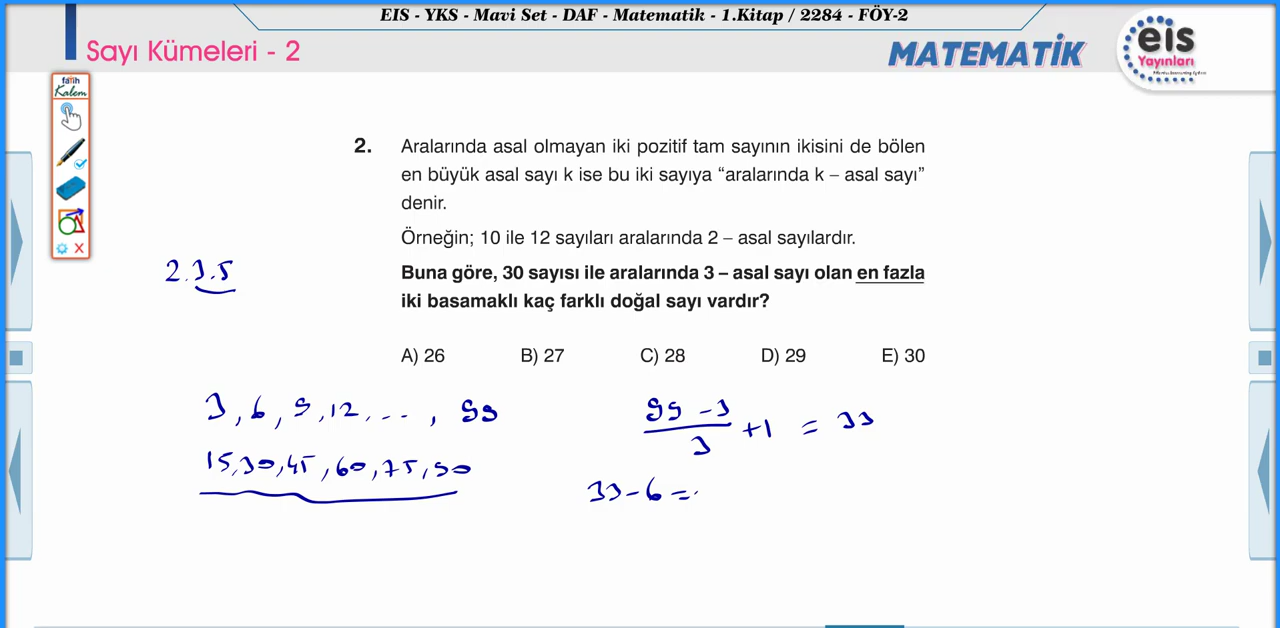 EIS - YKS - Mavi Set - DAF - Matematik - 1.Kitap / 2284 - FÖY-2
Sayı Kümeleri - 2
MATEMATİK
eis
Yayınları
fatih
Kalem
2. Aralarında asal olmayan iki pozitif tam sayının ikisini de bölen
en büyük asal sayı k ise bu iki sayıya “aralarında k – asal sayı”
denir.
Örneğin; 10 ile 12 sayıları aralarında 2 – asal sayılardır.
2.3.5
Buna göre, 30 sayısı ile aralarında 3 – asal sayı olan en fazla
iki basamaklı kaç farklı doğal sayı vardır?
A) 26 B) 27 C) 28 D) 29 E) 30
3, 6, 9, 12, ..., 99
99 - 3
3
+1 = 33
15, 30, 45, 60, 75, 90
33 - 6 =